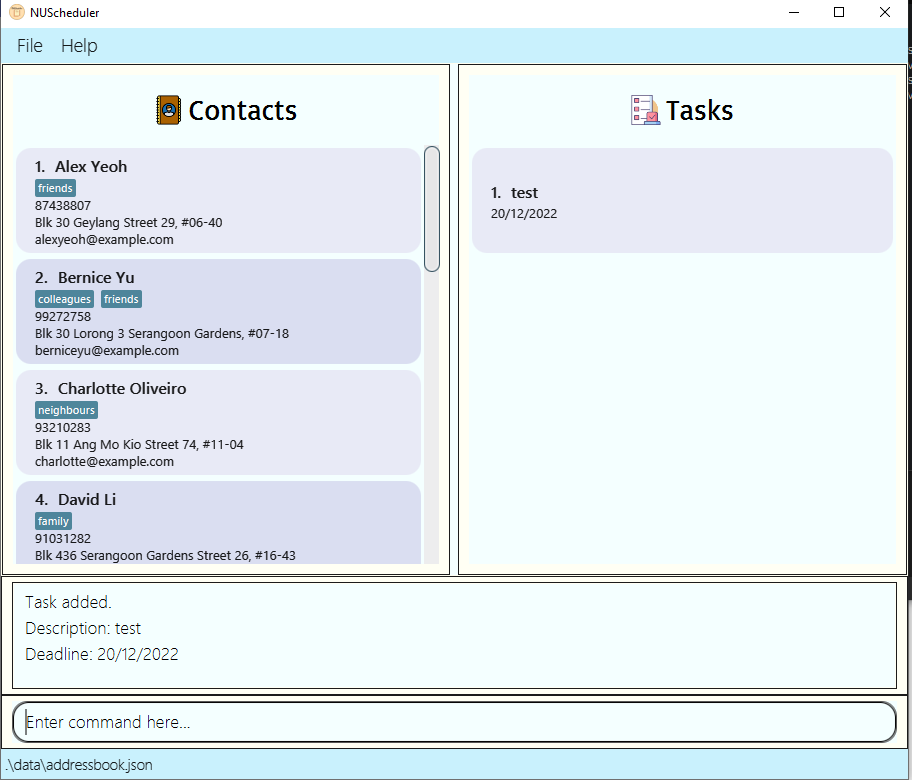 NUScheduler
File Help
Contacts
1. Alex Yeoh
friends
87438807
Blk 30 Geylang Street 29, #06-40
alexyeoh@example.com
2. Bernice Yu
colleagues friends
99272758
Blk 30 Lorong 3 Serangoon Gardens, #07-18
berniceyu@example.com
3. Charlotte Oliveiro
neighbours
93210283
Blk 11 Ang Mo Kio Street 74, #11-04
charlotte@example.com
4. David Li
family
91031282
Blk 436 Serangoon Gardens Street 26, #16-43
Tasks
1. test
20/12/2022
Task added.
Description: test
Deadline: 20/12/2022
Enter command here...
.\data\addressbook.json